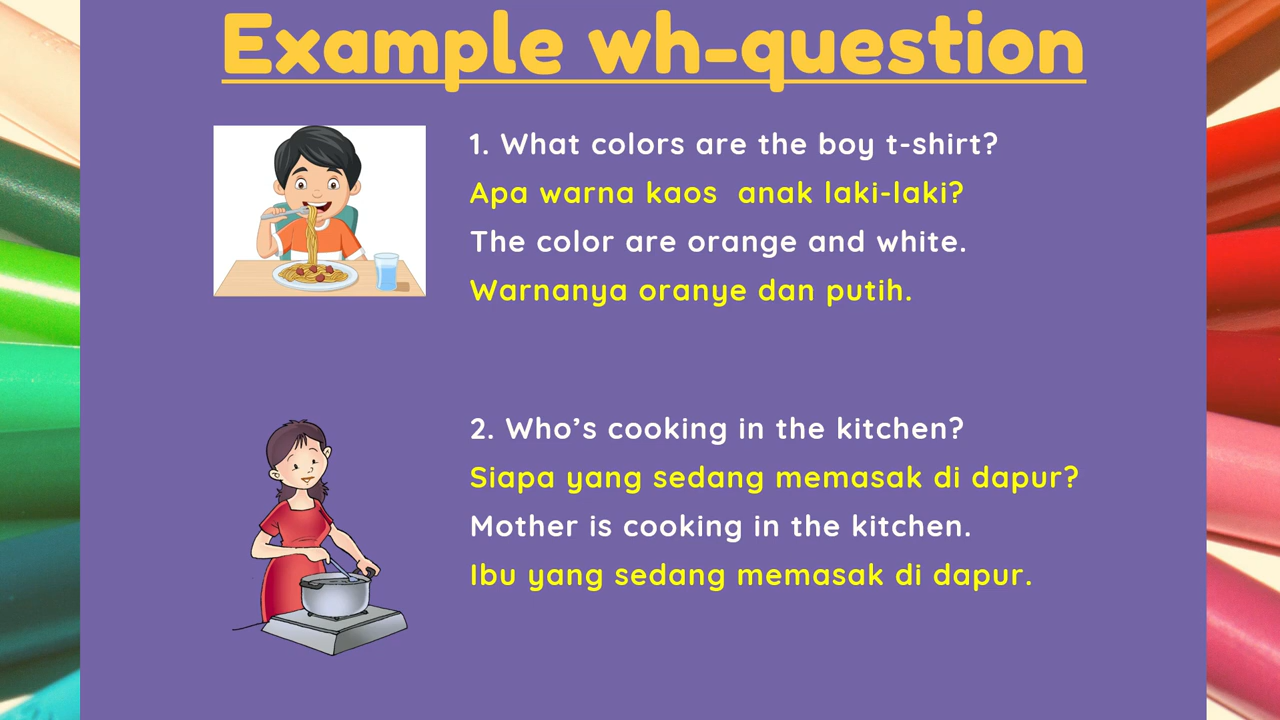 Example wh-question
1. What colors are the boy t-shirt?
Apa warna kaos anak laki-laki?
The color are orange and white.
Warnanya oranye dan putih.
2. Who’s cooking in the kitchen?
Siapa yang sedang memasak di dapur?
Mother is cooking in the kitchen.
Ibu yang sedang memasak di dapur.